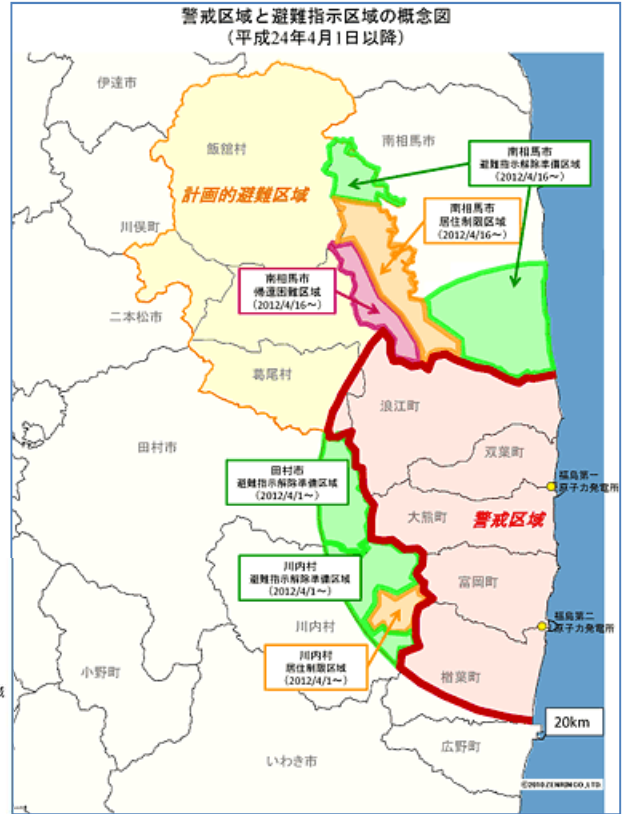 警戒区域と避難指示区域の概念図
（平成24年4月1日以降）
伊達市
飯舘村
南相馬市
南相馬市
避難指示解除準備区域
（2012/4/16～）
計画的避難区域
南相馬市
居住制限区域
（2012/4/16～）
川俣町
南相馬市
帰還困難区域
（2012/4/16～）
二本松市
葛尾村
浪江町
田村市
双葉町
田村市
避難指示解除準備区域
（2012/4/1～）
福島第一
原子力発電所
大熊町
警戒区域
川内村
避難指示解除準備区域
（2012/4/1～）
富岡町
川内村
福島第二
原子力発電所
川内村
居住制限区域
（2012/4/1～）
小野町
楢葉町
域
20km
広野町
いわき市
©2010 ZENRIN CO.,LTD.